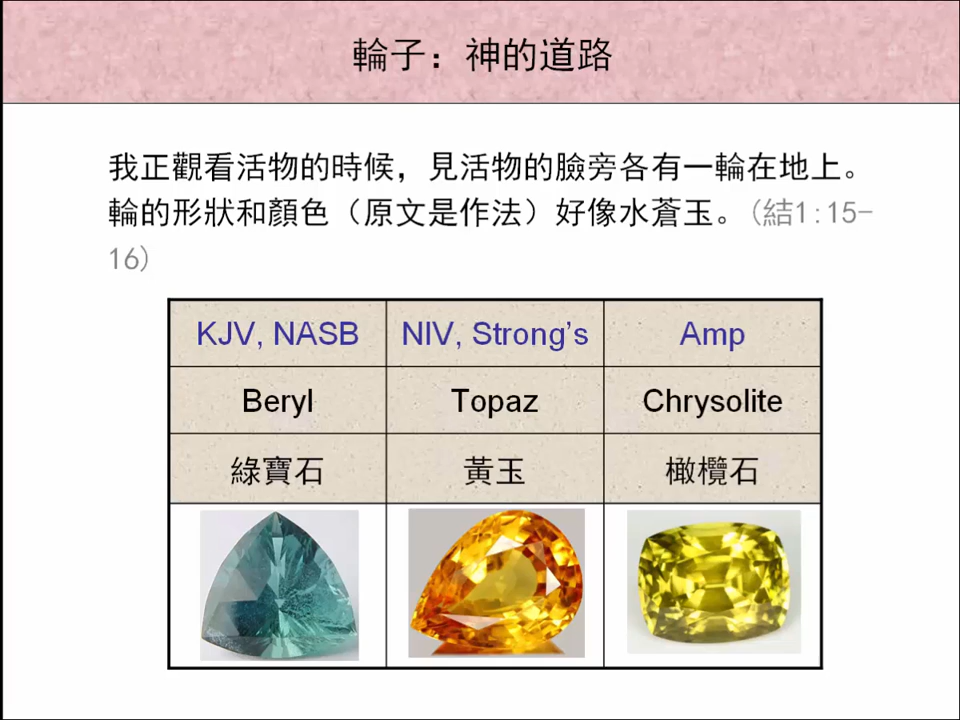 輪子：神的道路
我正觀看活物的時候，見活物的臉旁各有一輪在地上。
輪的形狀和顏色（原文是作法）好像水蒼玉。(結1:15-
16)
KJV, NASB NIV, Strong's Amp
Beryl Topaz Chrysolite
綠寶石 黃玉 橄欖石